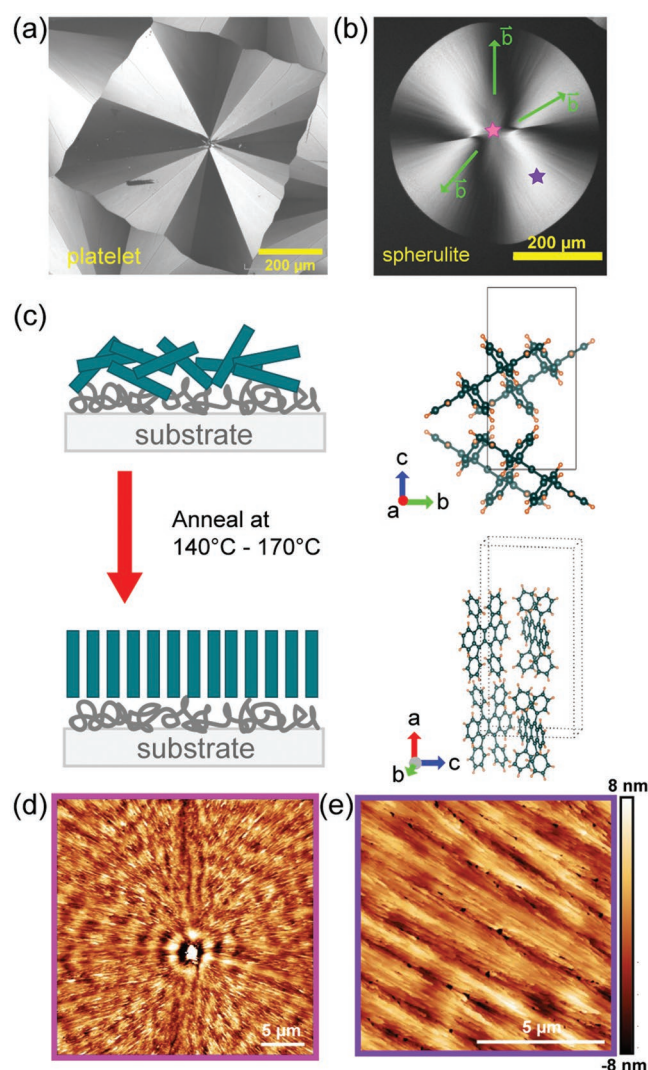 (a)
platelet
200 µm
(b)
b
b
b
spherulite
200 µm
(c)
substrate
Anneal at
140°C - 170°C
substrate
c
a
b
a
b
c
(d)
5 µm
(e)
5 µm
8 nm
-8 nm